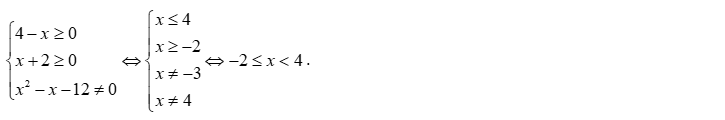 {4 − x ≥ 0; x + 2 ≥ 0; x² − x − 12 ≠ 0} ⇔ {x ≤ 4; x ≥ −2; x ≠ −3; x ≠ 4} ⇔ −2 ≤ x < 4 .